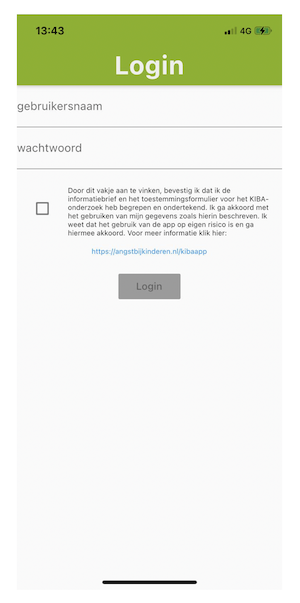 13:43 4G
Login
gebruikersnaam
wachtwoord
Door dit vakje aan te vinken, bevestig ik dat ik de
informatiebrief en het toestemmingsformulier voor het KIBA-
onderzoek heb begrepen en ondertekend. Ik ga akkoord met
het gebruiken van mijn gegevens zoals hierin beschreven. Ik
weet dat het gebruik van de app op eigen risico is en ga
hiermee akkoord. Voor meer informatie klik hier:
https://angstbijkinderen.nl/kibaapp
Login